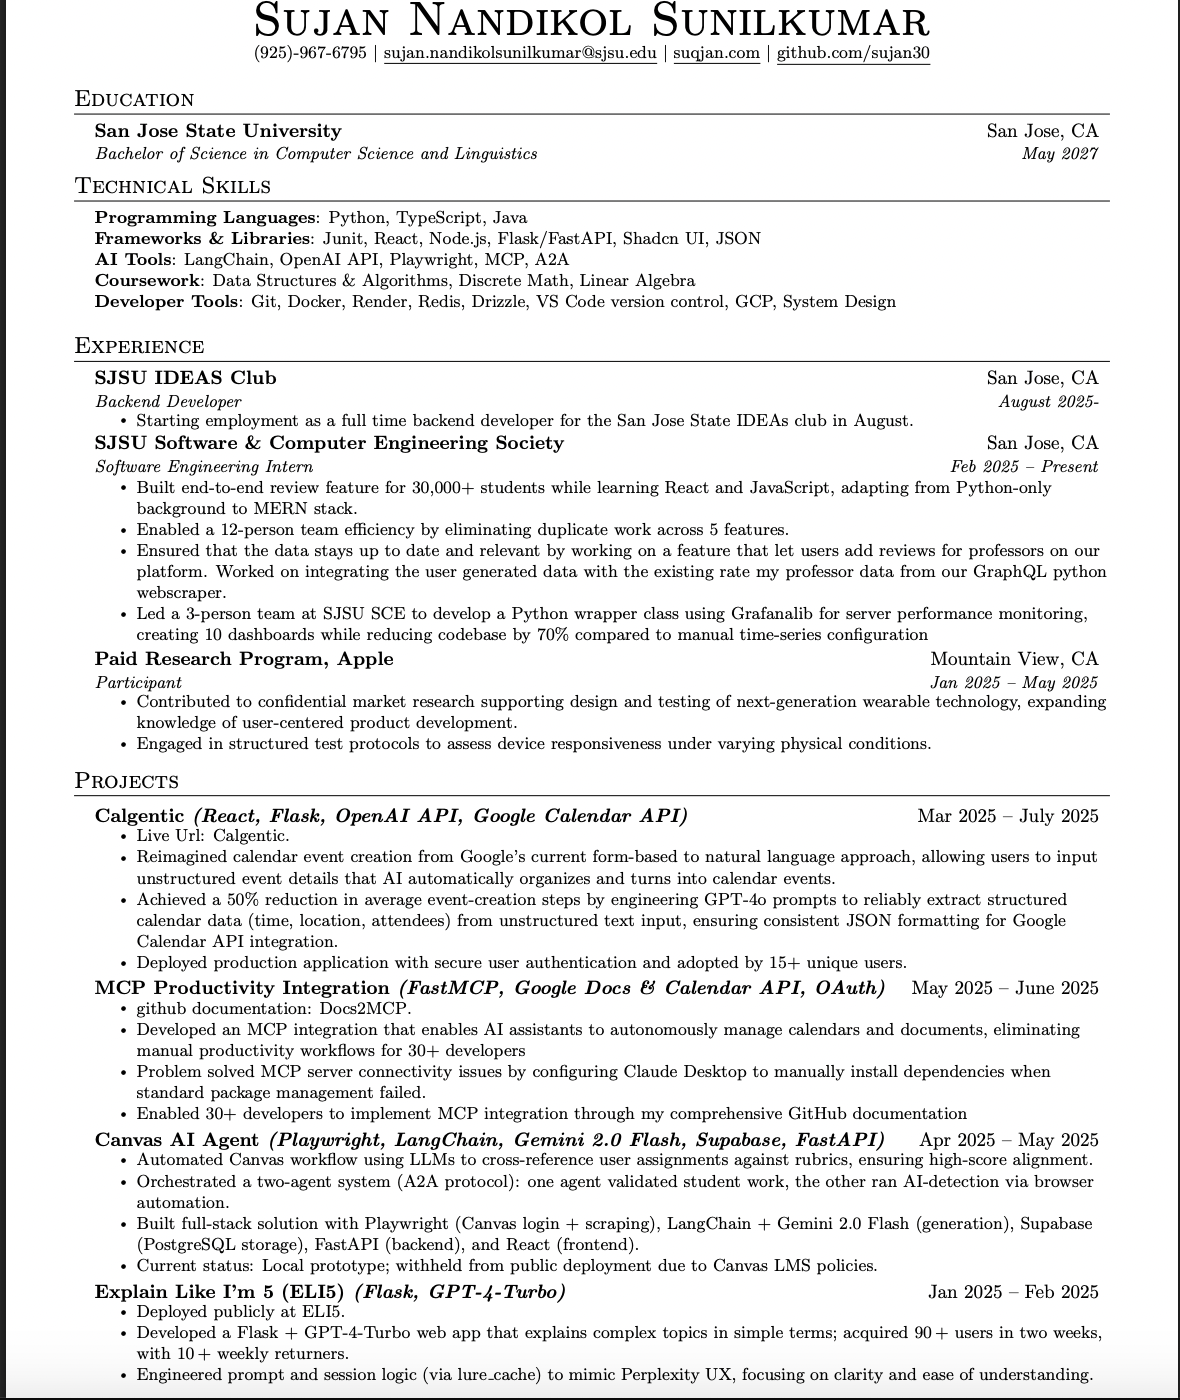 Sujan Nandikol Sunilkumar
(925)-967-6795 | sujan.nandikolsunilkumar@sjsu.edu | suqjan.com | github.com/sujan30
Education
San Jose State University San Jose, CA
Bachelor of Science in Computer Science and Linguistics May 2027
Technical Skills
Programming Languages: Python, TypeScript, Java
Frameworks & Libraries: Junit, React, Node.js, Flask/FastAPI, Shadcn UI, JSON
AI Tools: LangChain, OpenAI API, Playwright, MCP, A2A
Coursework: Data Structures & Algorithms, Discrete Math, Linear Algebra
Developer Tools: Git, Docker, Render, Redis, Drizzle, VS Code version control, GCP, System Design
Experience
SJSU IDEAS Club San Jose, CA
Backend Developer August 2025-
• Starting employment as a full time backend developer for the San Jose State IDEAs club in August.
SJSU Software & Computer Engineering Society San Jose, CA
Software Engineering Intern Feb 2025 – Present
• Built end-to-end review feature for 30,000+ students while learning React and JavaScript, adapting from Python-only
background to MERN stack.
• Enabled a 12-person team efficiency by eliminating duplicate work across 5 features.
• Ensured that the data stays up to date and relevant by working on a feature that let users add reviews for professors on our
platform. Worked on integrating the user generated data with the existing rate my professor data from our GraphQL python
webscraper.
• Led a 3-person team at SJSU SCE to develop a Python wrapper class using Grafanalib for server performance monitoring,
creating 10 dashboards while reducing codebase by 70% compared to manual time-series configuration
Paid Research Program, Apple Mountain View, CA
Participant Jan 2025 – May 2025
• Contributed to confidential market research supporting design and testing of next-generation wearable technology, expanding
knowledge of user-centered product development.
• Engaged in structured test protocols to assess device responsiveness under varying physical conditions.
Projects
Calgentic (React, Flask, OpenAI API, Google Calendar API) Mar 2025 – July 2025
• Live Url: Calgentic.
• Reimagined calendar event creation from Google's current form-based to natural language approach, allowing users to input
unstructured event details that AI automatically organizes and turns into calendar events.
• Achieved a 50% reduction in average event-creation steps by engineering GPT-4o prompts to reliably extract structured
calendar data (time, location, attendees) from unstructured text input, ensuring consistent JSON formatting for Google
Calendar API integration.
• Deployed production application with secure user authentication and adopted by 15+ unique users.
MCP Productivity Integration (FastMCP, Google Docs & Calendar API, OAuth) May 2025 – June 2025
• github documentation: Docs2MCP.
• Developed an MCP integration that enables AI assistants to autonomously manage calendars and documents, eliminating
manual productivity workflows for 30+ developers
• Problem solved MCP server connectivity issues by configuring Claude Desktop to manually install dependencies when
standard package management failed.
• Enabled 30+ developers to implement MCP integration through my comprehensive GitHub documentation
Canvas AI Agent (Playwright, LangChain, Gemini 2.0 Flash, Supabase, FastAPI) Apr 2025 – May 2025
• Automated Canvas workflow using LLMs to cross-reference user assignments against rubrics, ensuring high-score alignment.
• Orchestrated a two-agent system (A2A protocol): one agent validated student work, the other ran AI-detection via browser
automation.
• Built full-stack solution with Playwright (Canvas login + scraping), LangChain + Gemini 2.0 Flash (generation), Supabase
(PostgreSQL storage), FastAPI (backend), and React (frontend).
• Current status: Local prototype; withheld from public deployment due to Canvas LMS policies.
Explain Like I'm 5 (ELI5) (Flask, GPT-4-Turbo) Jan 2025 – Feb 2025
• Deployed publicly at ELI5.
• Developed a Flask + GPT-4-Turbo web app that explains complex topics in simple terms; acquired 90+ users in two weeks,
with 10+ weekly returners.
• Engineered prompt and session logic (via lure_cache) to mimic Perplexity UX, focusing on clarity and ease of understanding.